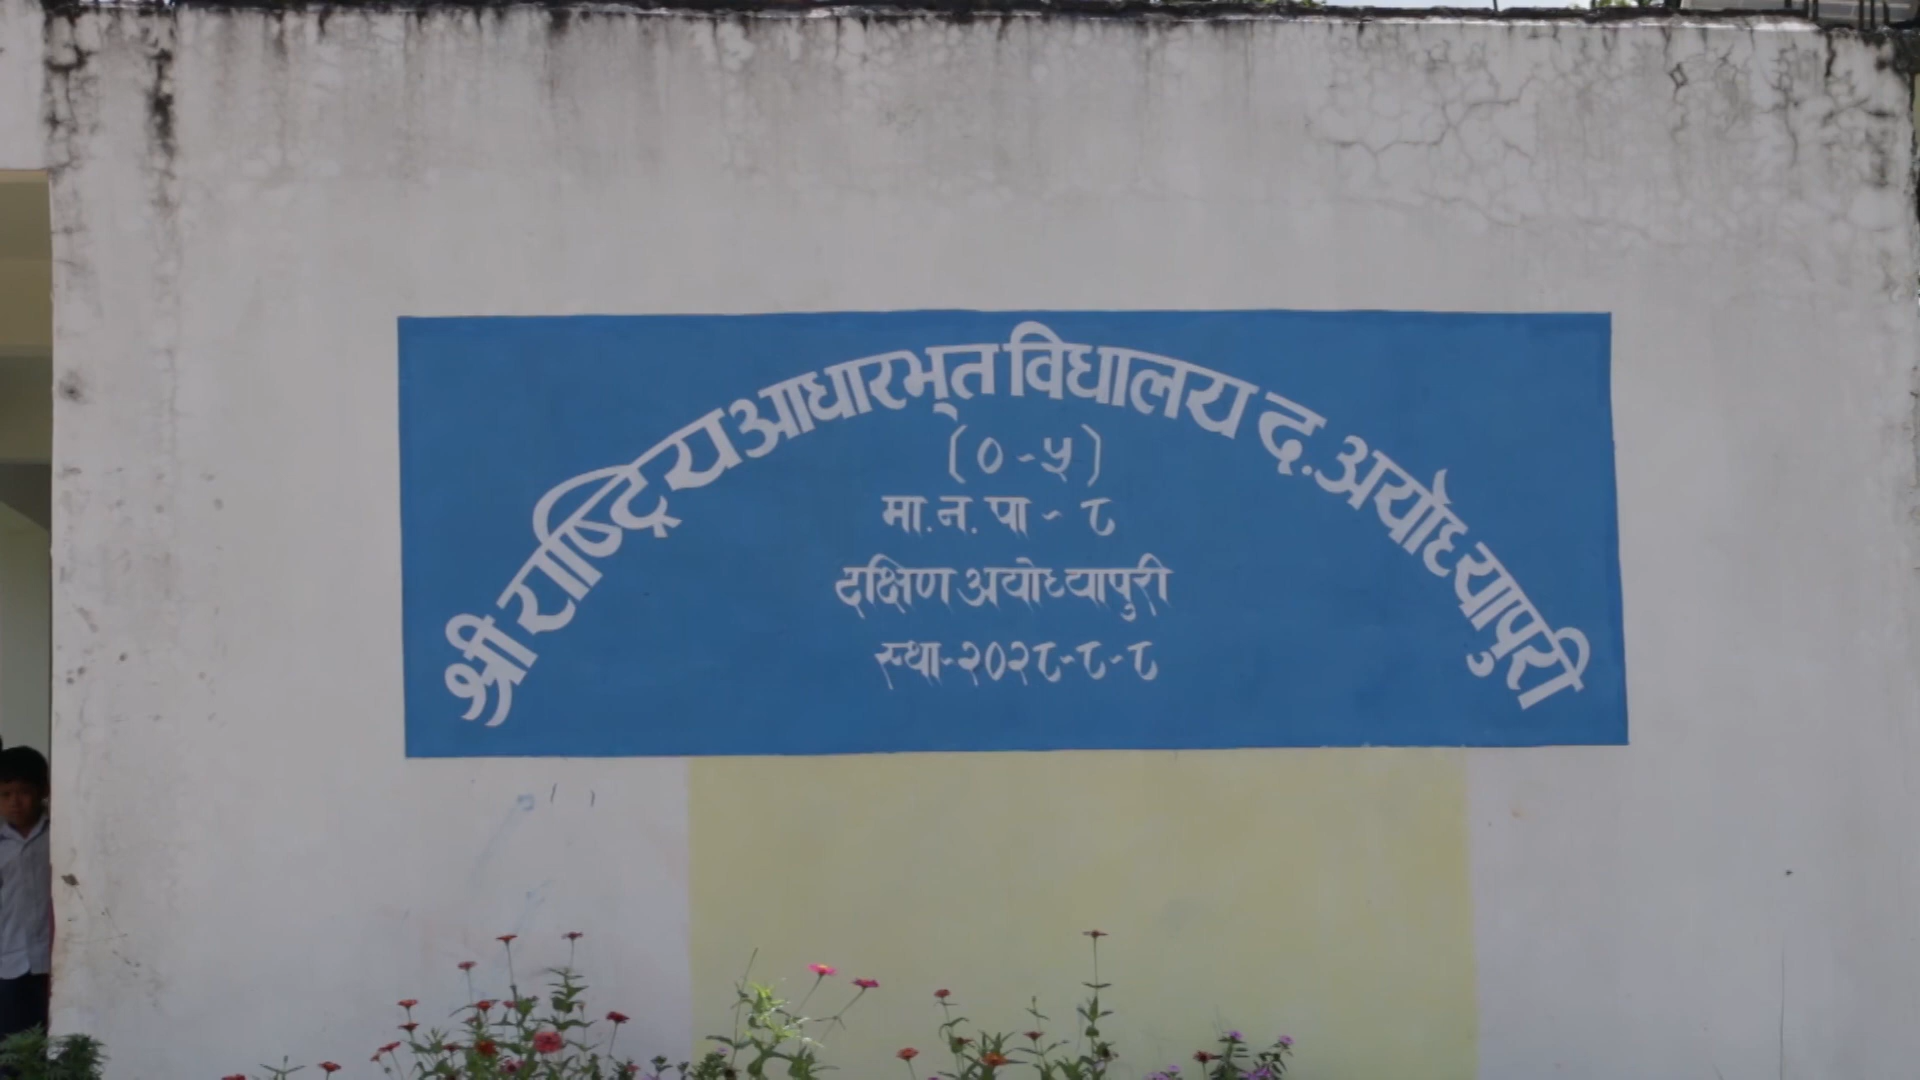 श्री राष्ट्रिय आधारभूत विधालय द. अयोध्यापुरी
(०-५)
मा.न.पा - ८
दक्षिण अयोध्यापुरी
स्था-२०२८-८-८